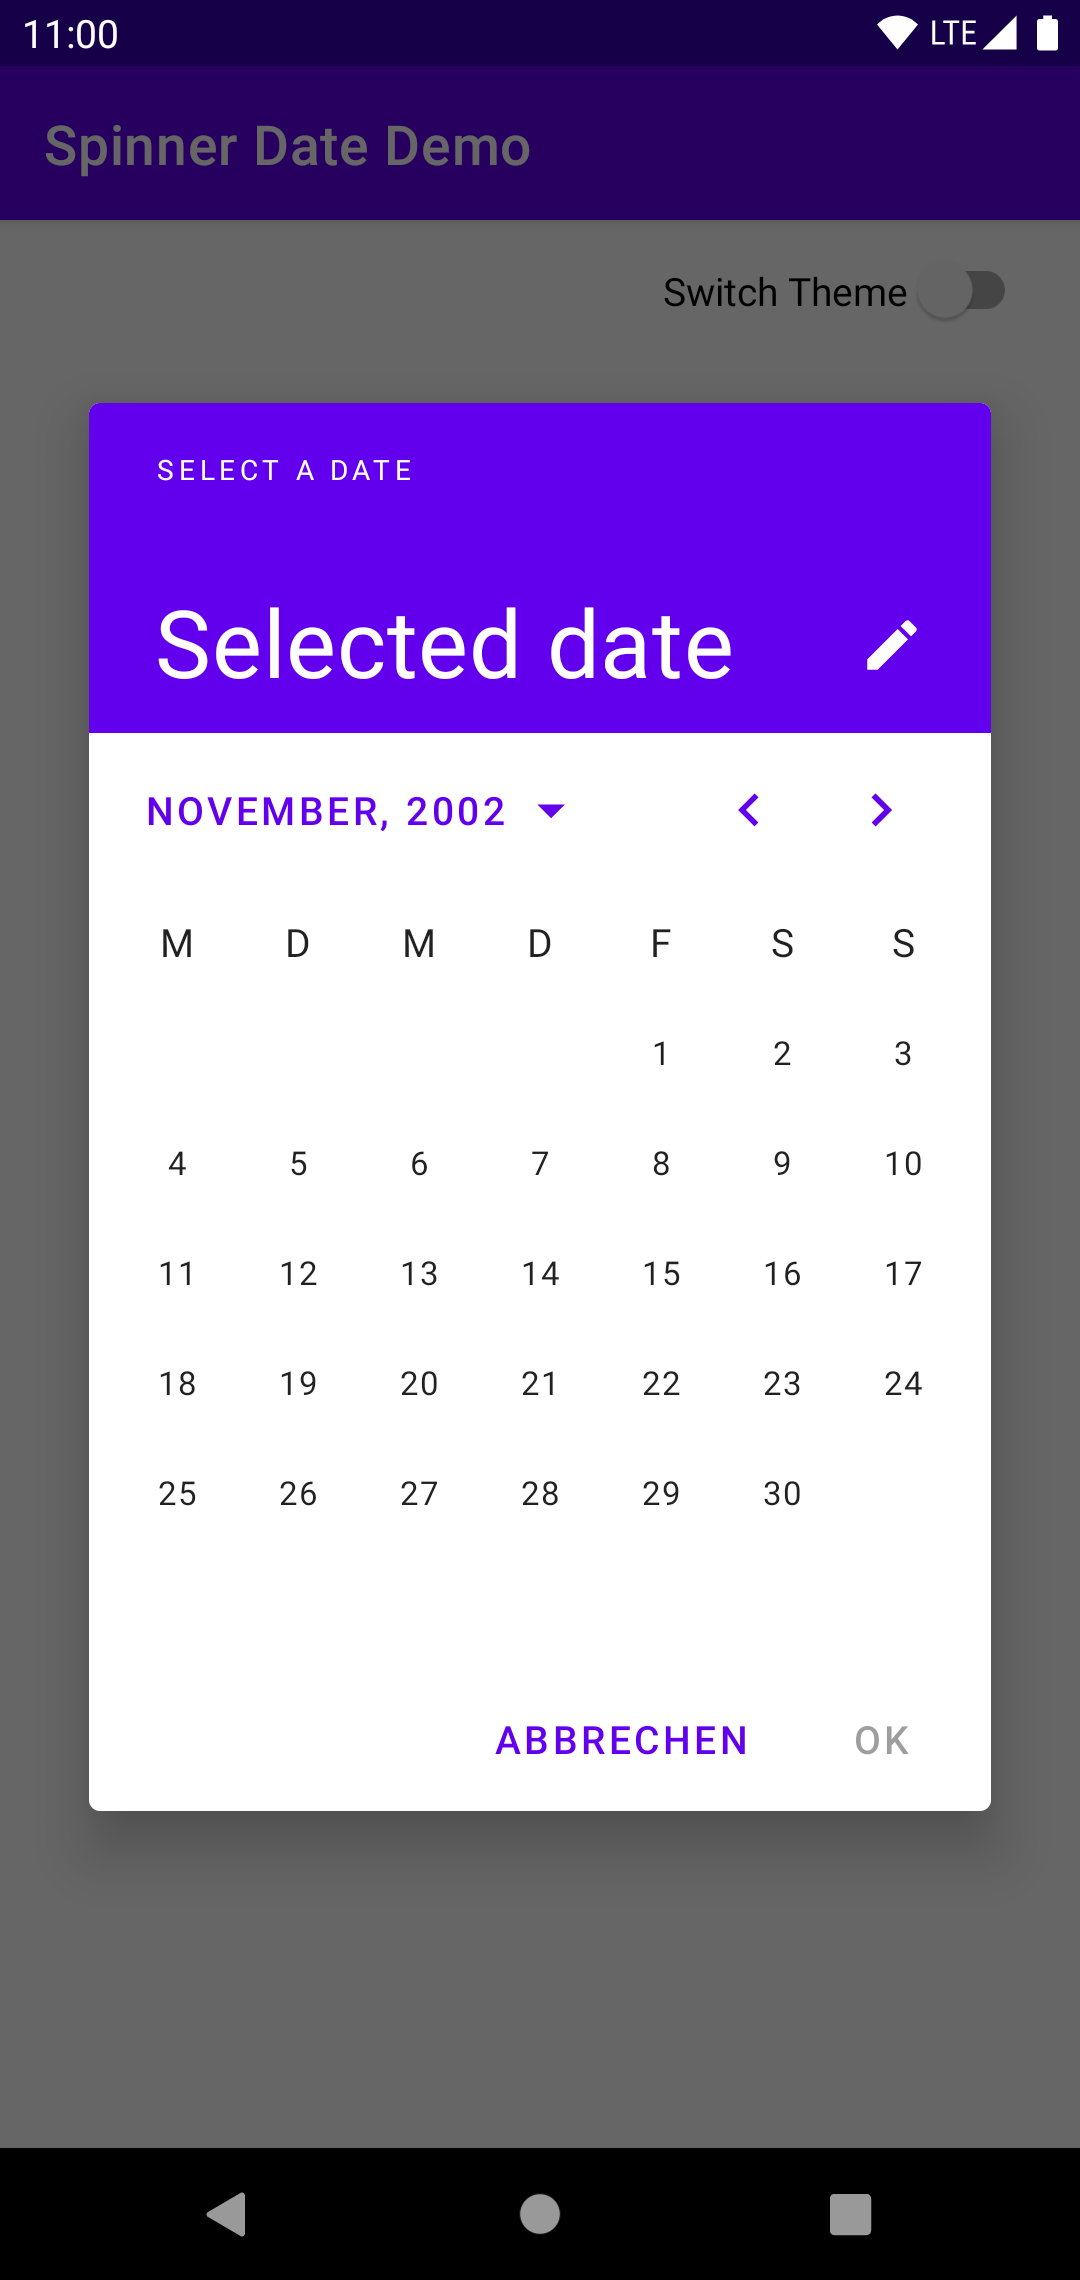 11:00 LTE
Spinner Date Demo
Switch Theme
SELECT A DATE
Selected date
NOVEMBER, 2002
M D M D F S S
1 2 3
4 5 6 7 8 9 10
11 12 13 14 15 16 17
18 19 20 21 22 23 24
25 26 27 28 29 30
ABBRECHEN OK